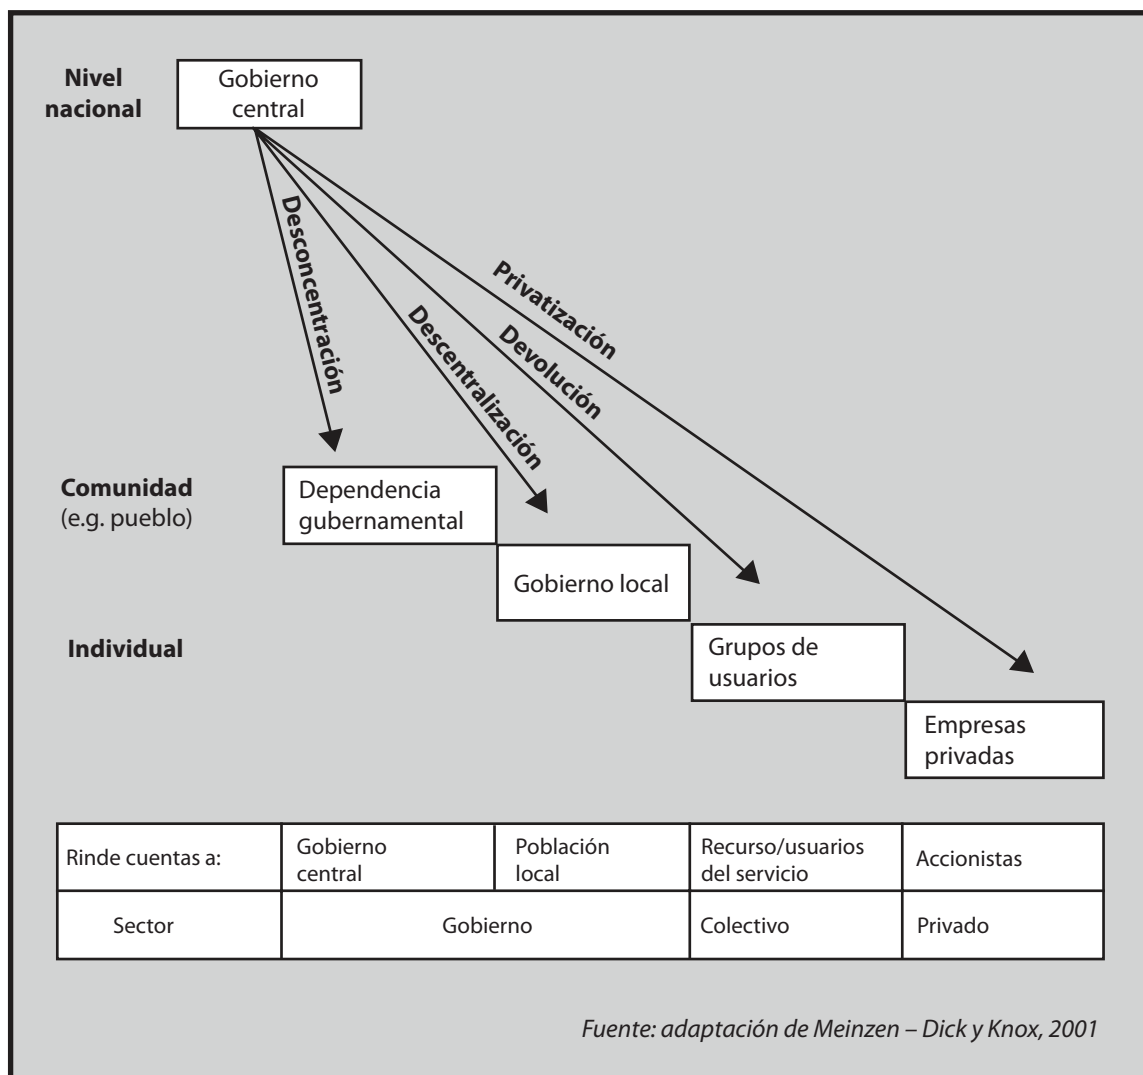 Nivel
nacional
Gobierno
central
Desconcentración
Descentralización
Devolución
Privatización
Comunidad
(e.g. pueblo)
Dependencia
gubernamental
Gobierno local
Individual
Grupos de
usuarios
Empresas
privadas
Rinde cuentas a:
Gobierno
central
Población
local
Recurso/usuarios
del servicio
Accionistas
Sector
Gobierno
Colectivo
Privado
Fuente: adaptación de Meinzen – Dick y Knox, 2001